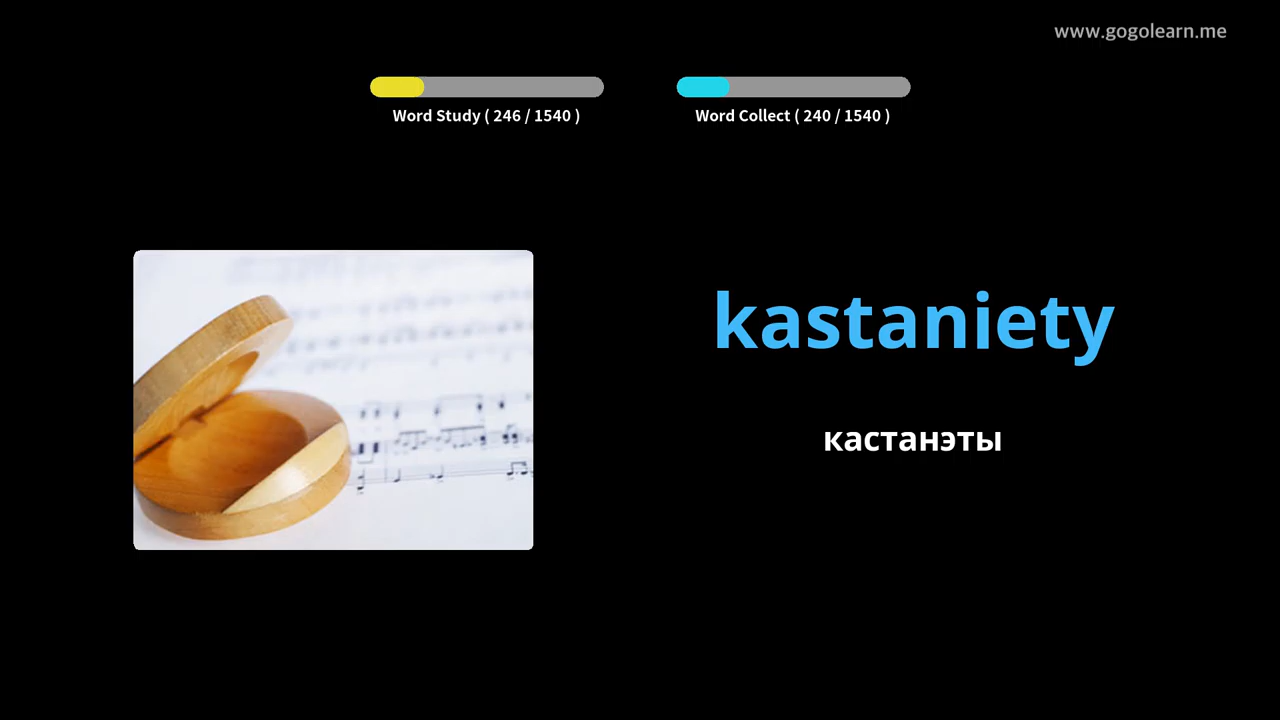 www.gogolearn.me
Word Study ( 246 / 1540 )
Word Collect ( 240 / 1540 )
kastaniety
кастанэты